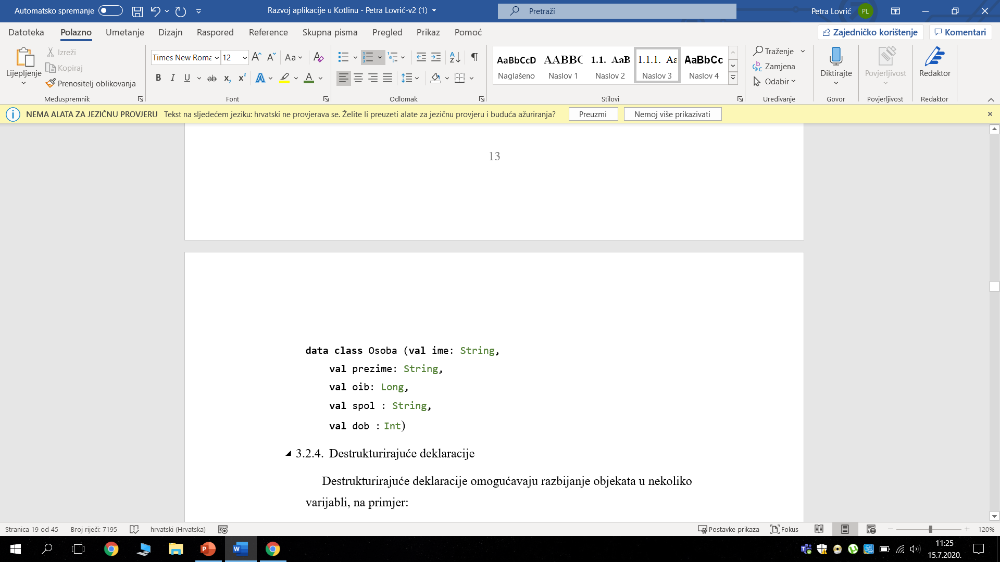 Automatsko spremanje
Razvoj aplikacije u Kotlinu - Petra Lovrić-v2 (1)
Pretraži
Petra Lovrić
PL
Datoteka
Polazno
Umetanje
Dizajn
Raspored
Reference
Skupna pisma
Pregled
Prikaz
Pomoć
Zajedničko korištenje
Komentari
Lijepljenje
Izreži
Kopiraj
Prenositelj oblikovanja
Međuspremnik
Times New Roma
12
Font
Odlomak
AaBbCcD
Naglašeno
AABBC
Naslov 1
1.1. AaB
Naslov 2
1.1.1. Aa
Naslov 3
AaBbCc
Naslov 4
Stilovi
Traženje
Zamjena
Odabir
Uređivanje
Diktirajte
Govor
Povjerljivost
Povjerljivost
Redaktor
Redaktor
NEMA ALATA ZA JEZIČNU PROVJERU Tekst na sljedećem jeziku: hrvatski ne provjerava se. Želite li preuzeti alate za jezičnu provjeru i buduća ažuriranja?
Preuzmi
Nemoj više prikazivati
13
data class Osoba (val ime: String,
val prezime: String,
val oib: Long,
val spol : String,
val dob : Int)
3.2.4. Destrukturirajuće deklaracije
Destrukturirajuće deklaracije omogućavaju razbijanje objekata u nekoliko
varijabli, na primjer:
Stranica 19 od 45
Broj riječi: 7195
hrvatski (Hrvatska)
Postavke prikaza
Fokus
120%
11:25
15.7.2020.